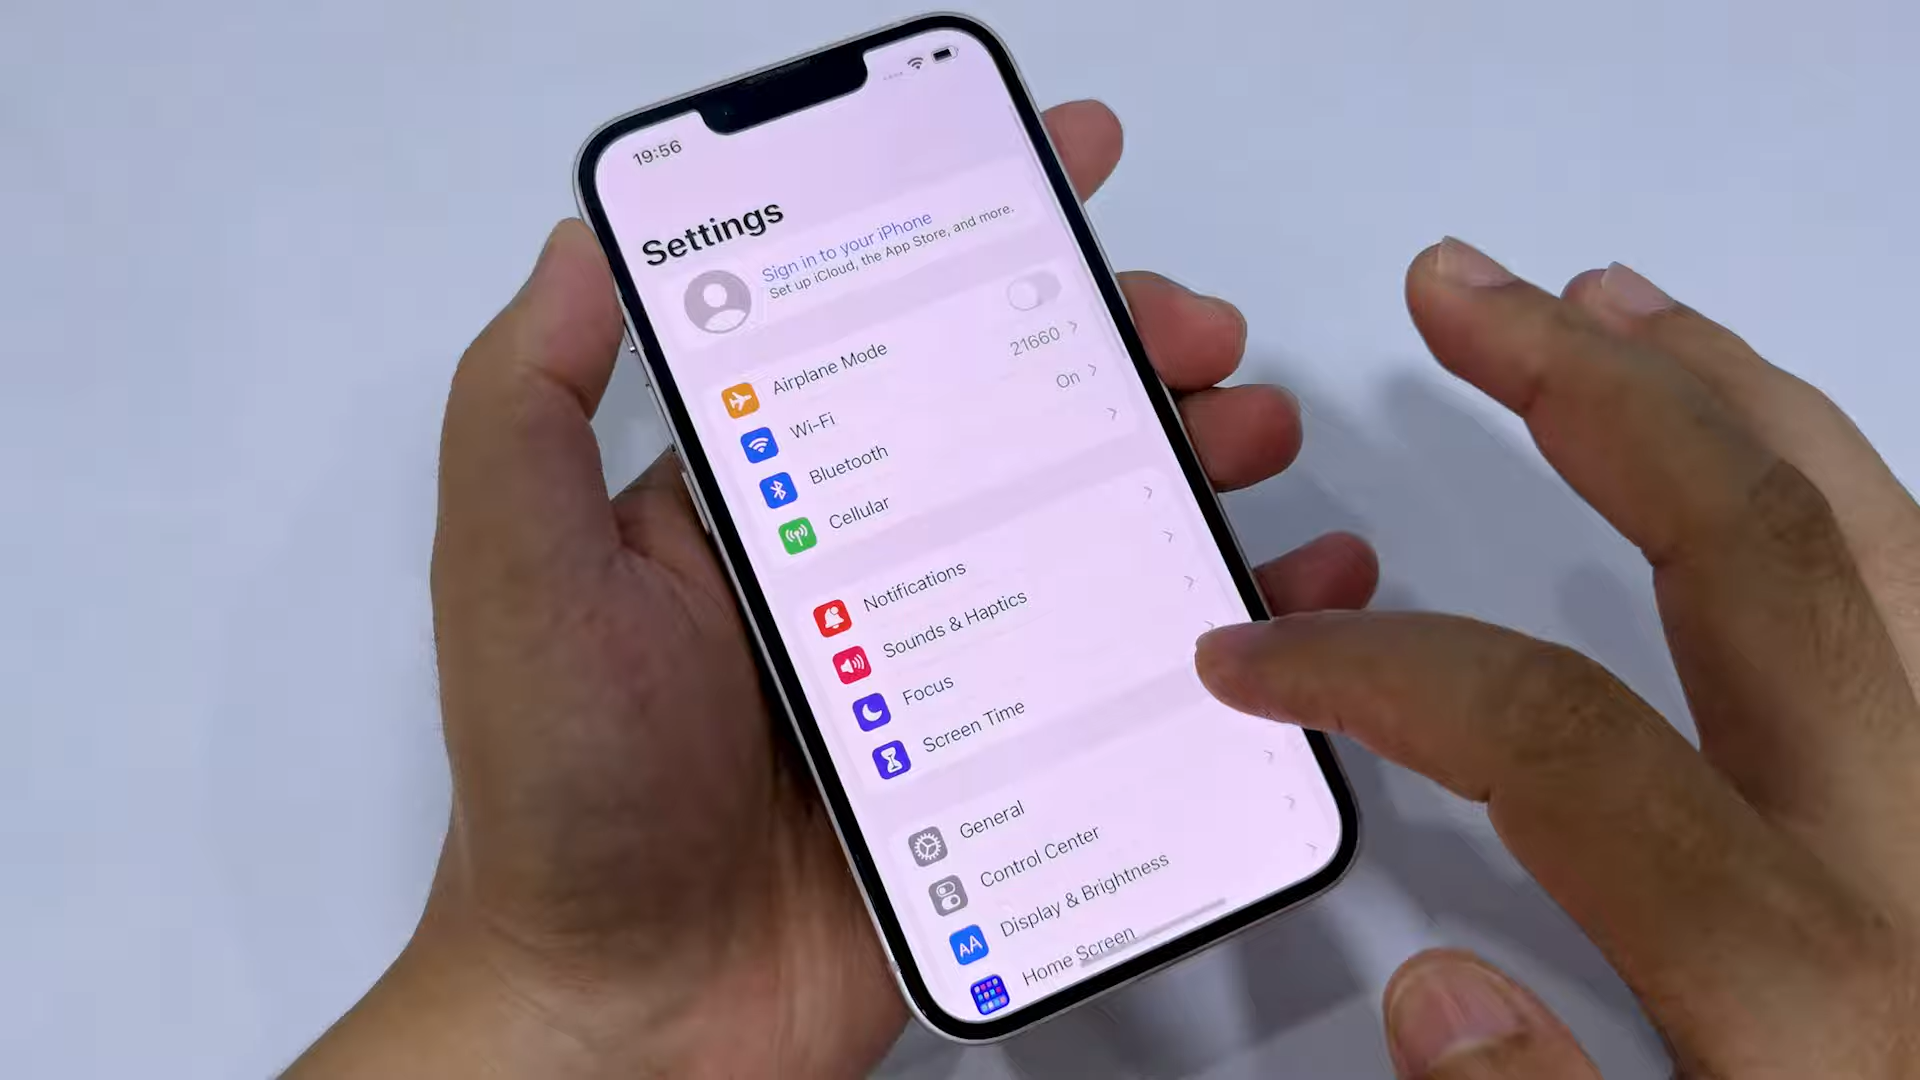 19:56
Settings
Sign in to your iPhone
Set up iCloud, the App Store, and more.
Airplane Mode
Wi-Fi 21660
Bluetooth On
Cellular
Notifications
Sounds & Haptics
Focus
Screen Time
General
Control Center
AA Display & Brightness
Home Screen